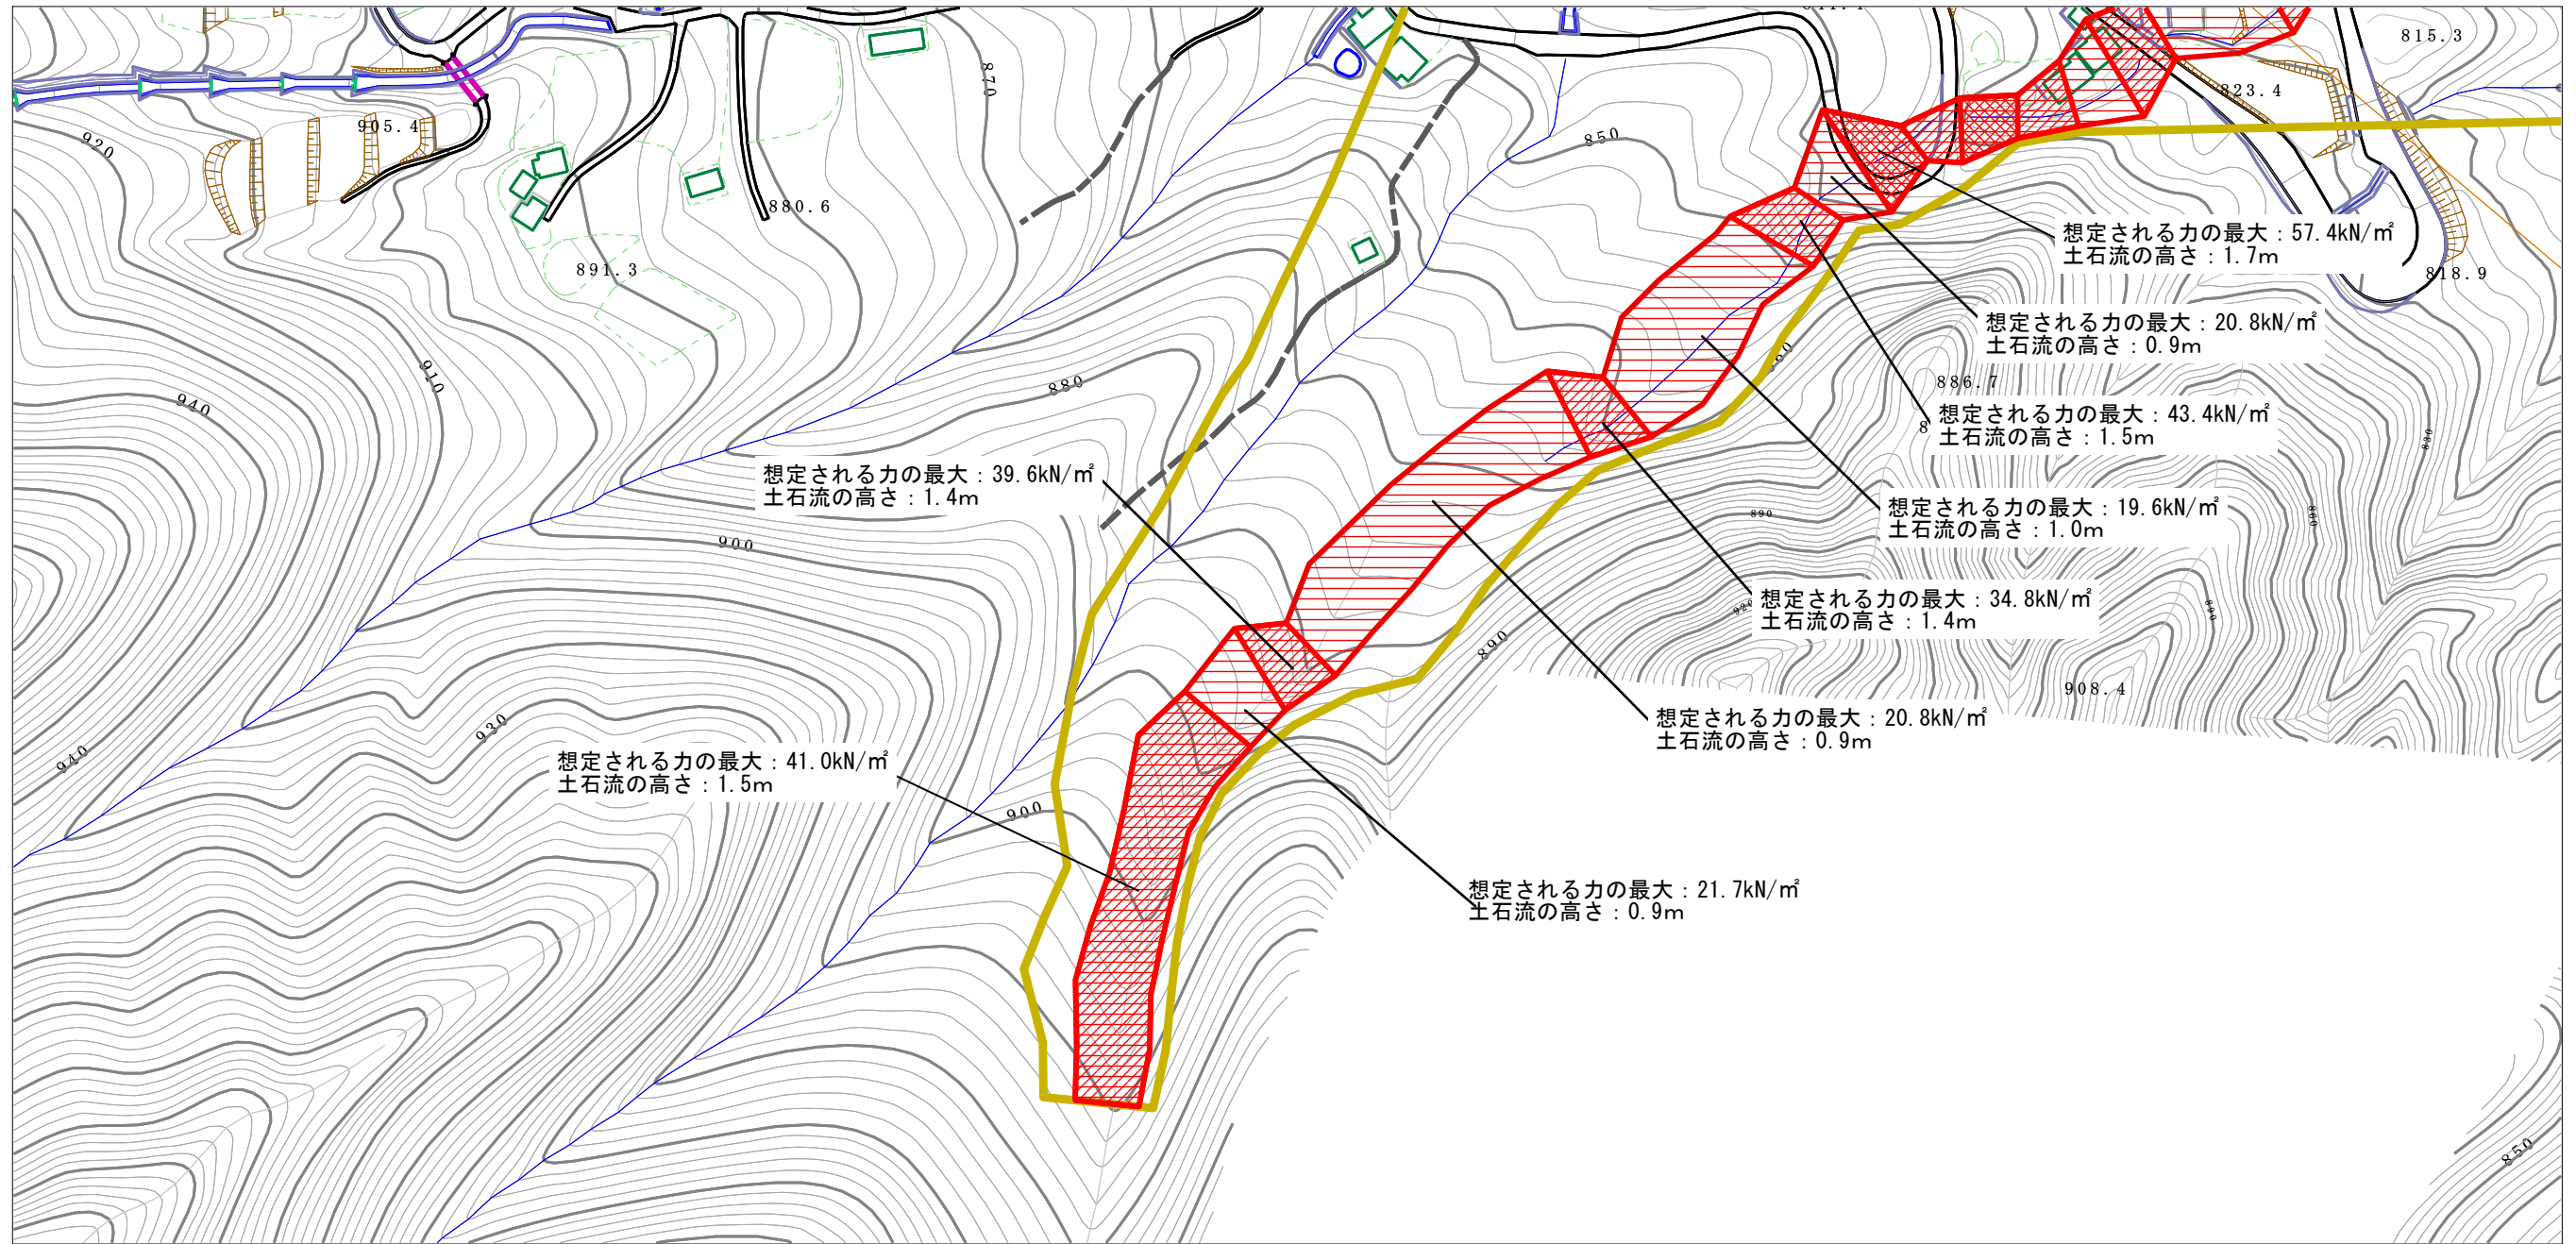 815.3
870
823.4
905.4
920
850
880.6
想定される力の最大：57.4kN/㎡
土石流の高さ：1.7m
891.3
818.9
想定される力の最大：20.8kN/㎡
土石流の高さ：0.9m
910
880
886.7
940
想定される力の最大：43.4kN/㎡
土石流の高さ：1.5m
8
830
想定される力の最大：39.6kN/㎡
土石流の高さ：1.4m
想定される力の最大：19.6kN/㎡
土石流の高さ：1.0m
890
900
想定される力の最大：34.8kN/㎡
土石流の高さ：1.4m
920
890
890
908.4
想定される力の最大：20.8kN/㎡
土石流の高さ：0.9m
930
940
想定される力の最大：41.0kN/㎡
土石流の高さ：1.5m
900
想定される力の最大：21.7kN/㎡
土石流の高さ：0.9m
850